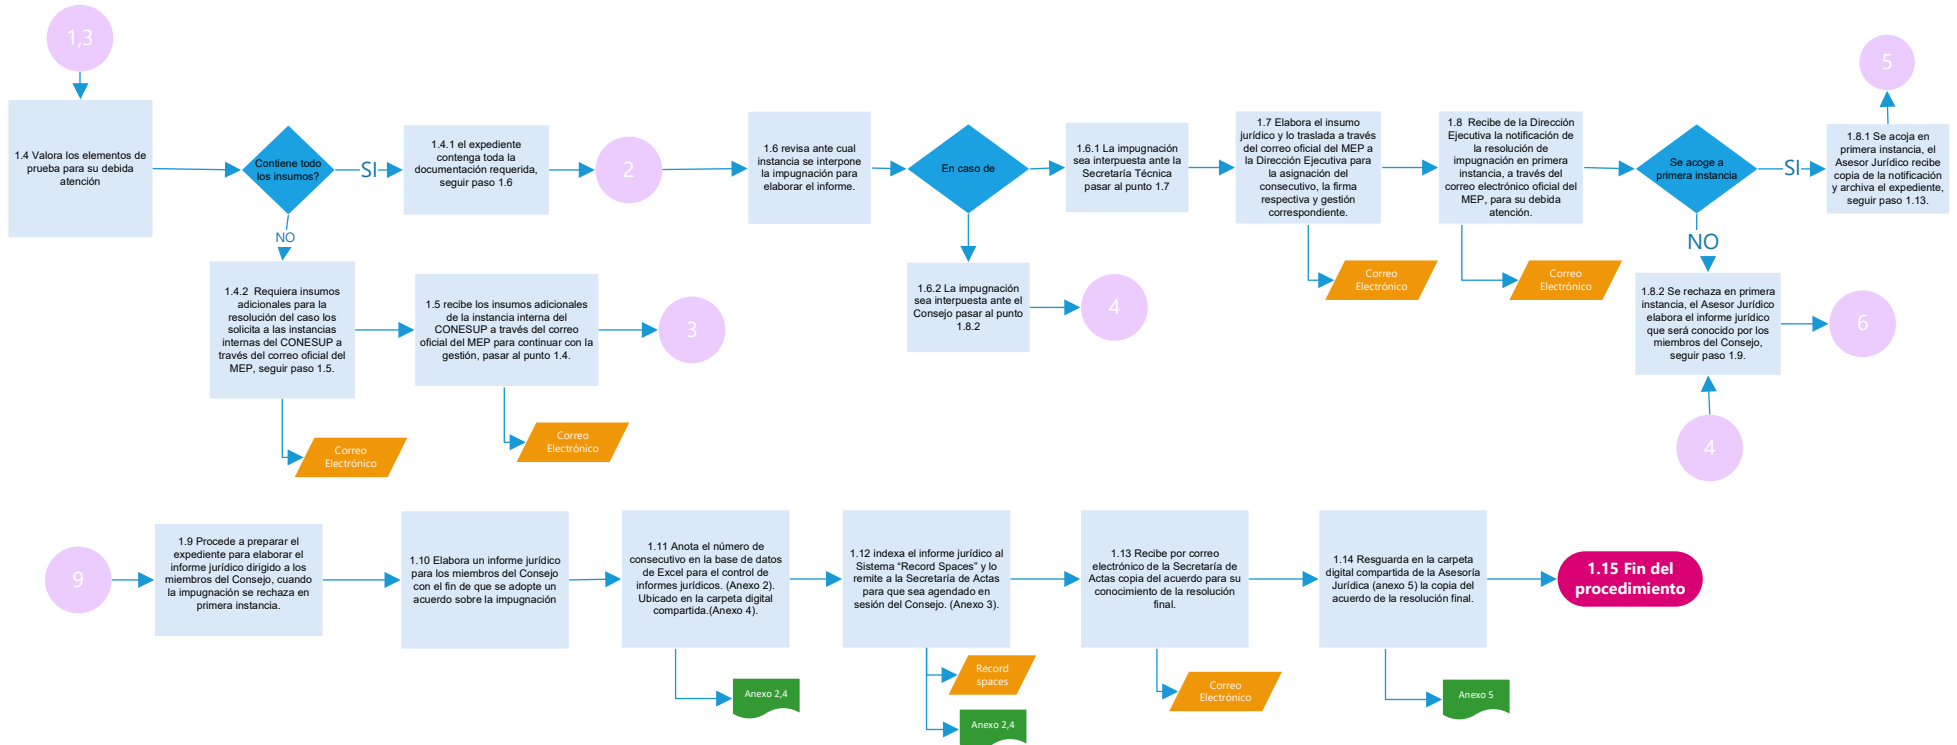 1,3
1.4 Valora los elementos de
prueba para su debida
atención
Contiene todo
los insumos?
SI
1.4.1 el expediente
contenga toda la
documentación requerida,
seguir paso 1.6
2
NO
1.4.2 Requiera insumos
adicionales para la
resolución del caso los
solicita a las instancias
internas del CONESUP a
través del correo oficial del
MEP, seguir paso 1.5.
Correo
Electrónico
1.5 recibe los insumos adicionales
de la instancia interna del
CONESUP a través del correo
oficial del MEP para continuar con la
gestión, pasar al punto 1.4.
Correo
Electrónico
3
1.6 revisa ante cual
instancia se interpone
la impugnación para
elaborar el informe.
En caso de
1.6.1 La impugnación
sea interpuesta ante la
Secretaría Técnica
pasar al punto 1.7
1.6.2 La impugnación
sea interpuesta ante el
Consejo pasar al punto
1.8.2
4
1.7 Elabora el insumo
jurídico y lo traslada a través
del correo oficial del MEP a
la Dirección Ejecutiva para
la asignación del
consecutivo, la firma
respectiva y gestión
correspondiente.
Correo
Electrónico
1.8 Recibe de la Dirección
Ejecutiva la notificación de
la resolución de
impugnación en primera
instancia, a través del
correo electrónico oficial del
MEP, para su debida
atención.
Correo
Electrónico
Se acoge a
primera instancia
SI
1.8.1 Se acoja en
primera instancia, el
Asesor Jurídico recibe
copia de la notificación
y archiva el expediente,
seguir paso 1.13.
5
NO
1.8.2 Se rechaza en primera
instancia, el Asesor Jurídico
elabora el informe jurídico
que será conocido por los
miembros del Consejo,
seguir paso 1.9.
6
4
9
1.9 Procede a preparar el
expediente para elaborar el
informe jurídico dirigido a los
miembros del Consejo, cuando
la impugnación se rechaza en
primera instancia.
1.10 Elabora un informe jurídico
para los miembros del Consejo
con el fin de que se adopte un
acuerdo sobre la impugnación
1.11 Anota el número de
consecutivo en la base de datos
de Excel para el control de
informes jurídicos. (Anexo 2).
Ubicado en la carpeta digital
compartida.(Anexo 4).
Anexo 2,4
1.12 indexa el informe jurídico al
Sistema “Record Spaces” y lo
remite a la Secretaría de Actas
para que sea agendado en
sesión del Consejo. (Anexo 3).
Record
spaces
Anexo 2,4
1.13 Recibe por correo
electrónico de la Secretaría de
Actas copia del acuerdo para su
conocimiento de la resolución
final.
Correo
Electrónico
1.14 Resguarda en la carpeta
digital compartida de la Asesoría
Jurídica (anexo 5) la copia del
acuerdo de la resolución final.
Anexo 5
1.15 Fin del
procedimiento